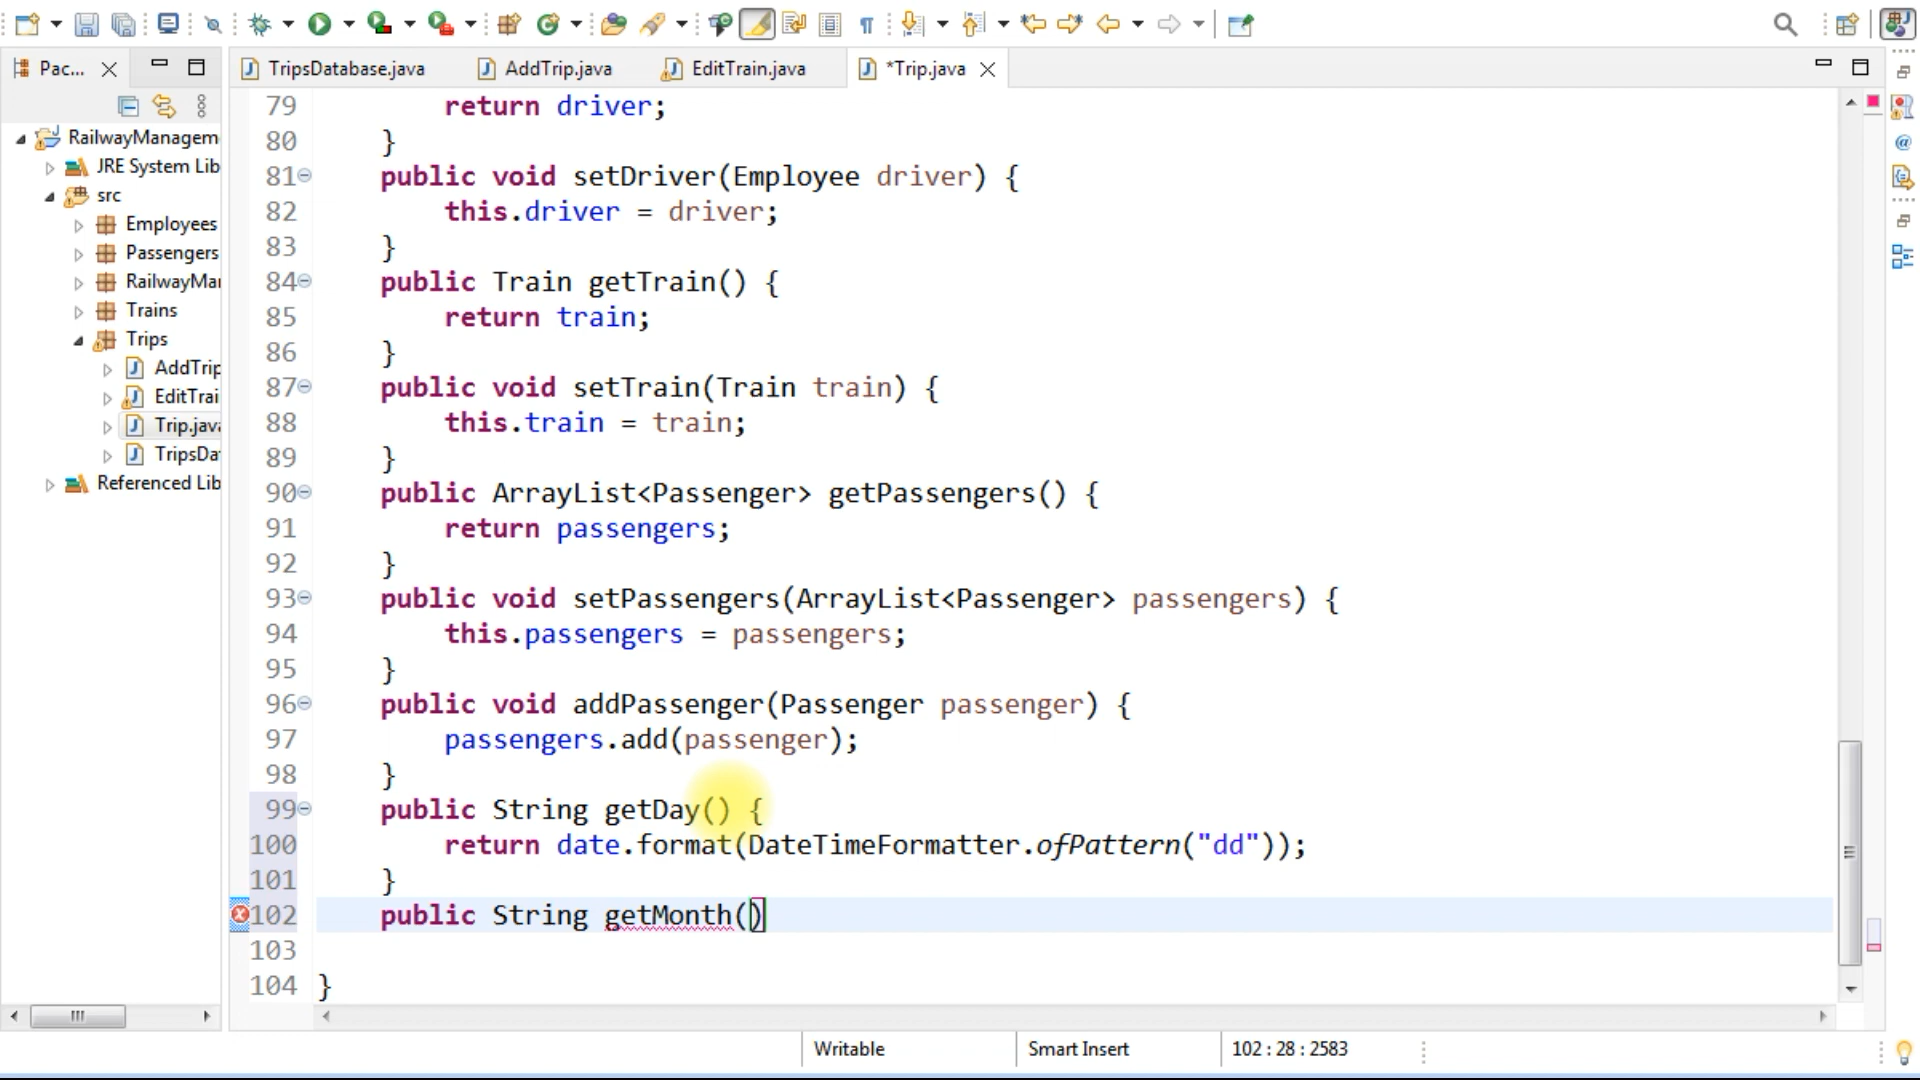 Pac...
TripsDatabase.java
AddTrip.java
EditTrain.java
*Trip.java
RailwayManagem
JRE System Lib
src
Employees
Passengers
RailwayMar
Trains
Trips
AddTrip
EditTrai
Trip.java
TripsDa
Referenced Lib
79 return driver;
80 }
81 public void setDriver(Employee driver) {
82 this.driver = driver;
83 }
84 public Train getTrain() {
85 return train;
86 }
87 public void setTrain(Train train) {
88 this.train = train;
89 }
90 public ArrayList<Passenger> getPassengers() {
91 return passengers;
92 }
93 public void setPassengers(ArrayList<Passenger> passengers) {
94 this.passengers = passengers;
95 }
96 public void addPassenger(Passenger passenger) {
97 passengers.add(passenger);
98 }
99 public String getDay() {
100 return date.format(DateTimeFormatter.ofPattern("dd"));
101 }
102 public String getMonth()
103
104 }
Writable
Smart Insert
102 : 28 : 2583